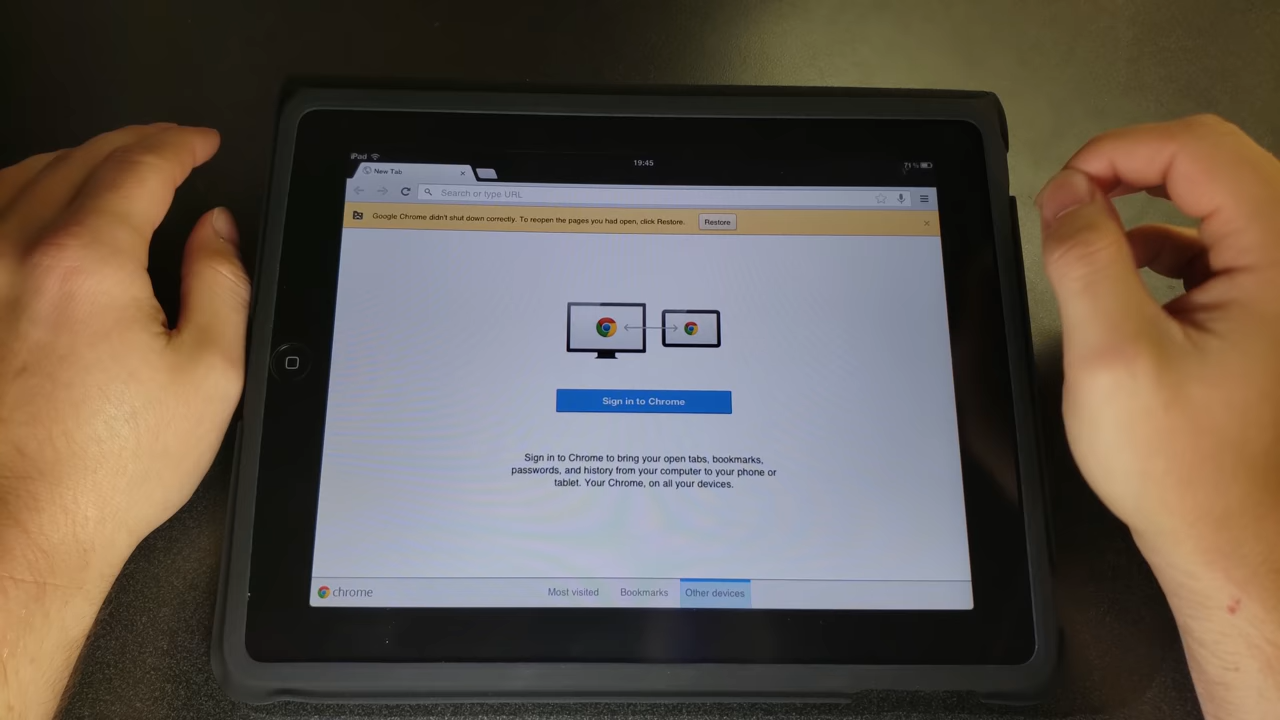 iPad
19:45
71 %
New Tab
Search or type URL
Google Chrome didn't shut down correctly. To reopen the pages you had open, click Restore.
Restore
Sign in to Chrome
Sign in to Chrome to bring your open tabs, bookmarks,
passwords, and history from your computer to your phone or
tablet. Your Chrome, on all your devices.
chrome
Most visited
Bookmarks
Other devices